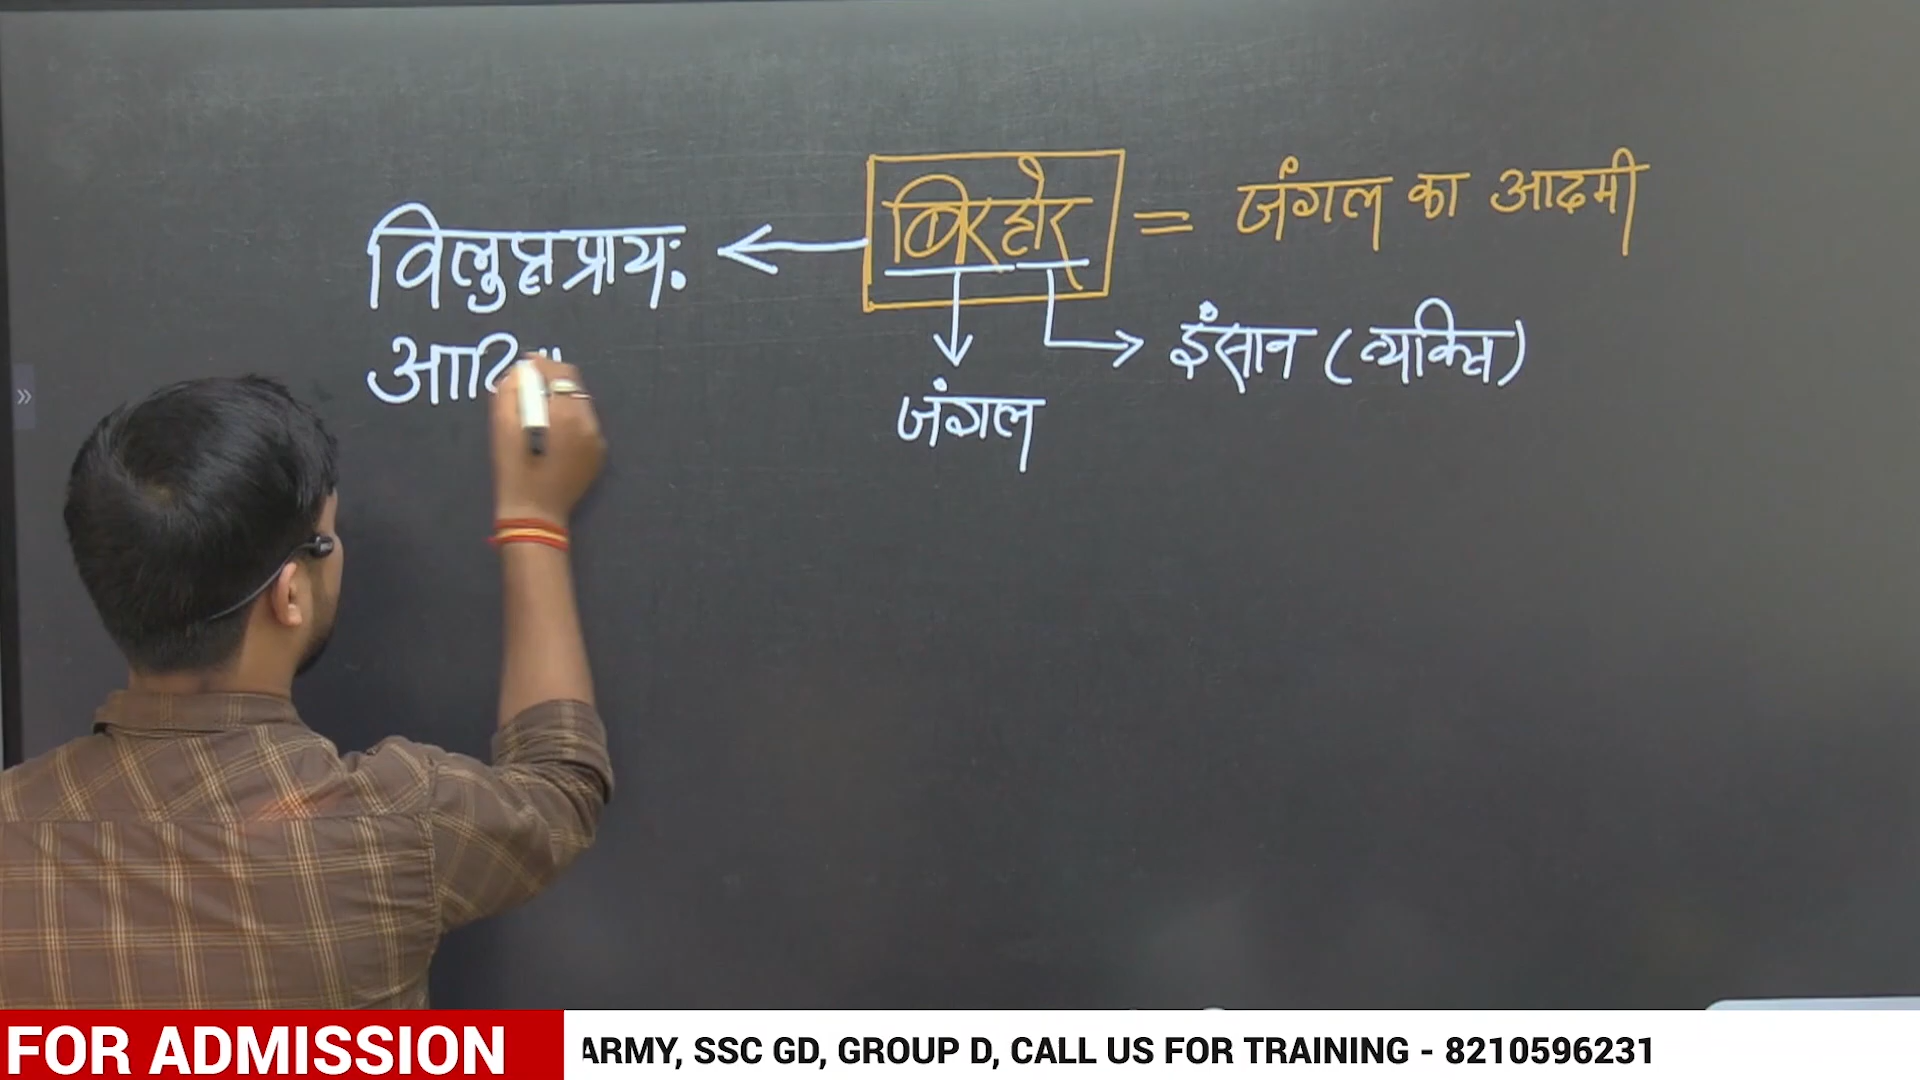 बिरहोर = जंगल का आदमी
विलुप्तप्रायः
इंसान (व्यक्ति)
जंगल
FOR ADMISSION
ARMY, SSC GD, GROUP D, CALL US FOR TRAINING - 8210596231